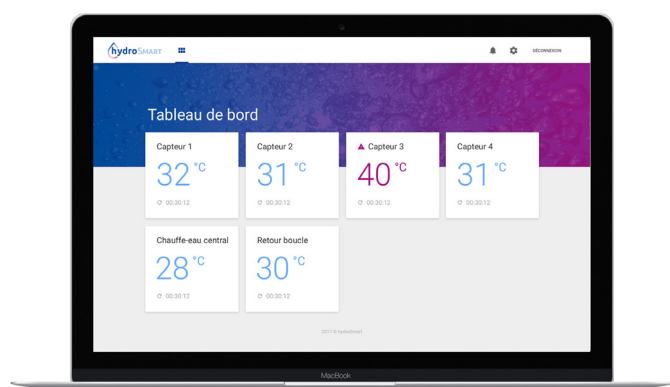 hydroSMART
DÉCONNEXION
Tableau de bord
Capteur 1
32 °C
00:30:12
Capteur 2
31 °C
00:30:12
Capteur 3
40 °C
00:30:12
Capteur 4
31 °C
00:30:12
Chauffe-eau central
28 °C
00:30:12
Retour boucle
30 °C
00:30:12
2017 © hydroSmart
MacBook